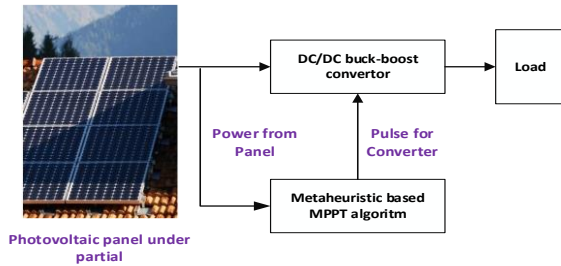 DC/DC buck-boost
convertor
Load
Power from
Panel
Pulse for
Converter
Metaheuristic based
MPPT algoritm
Photovoltaic panel under
partial